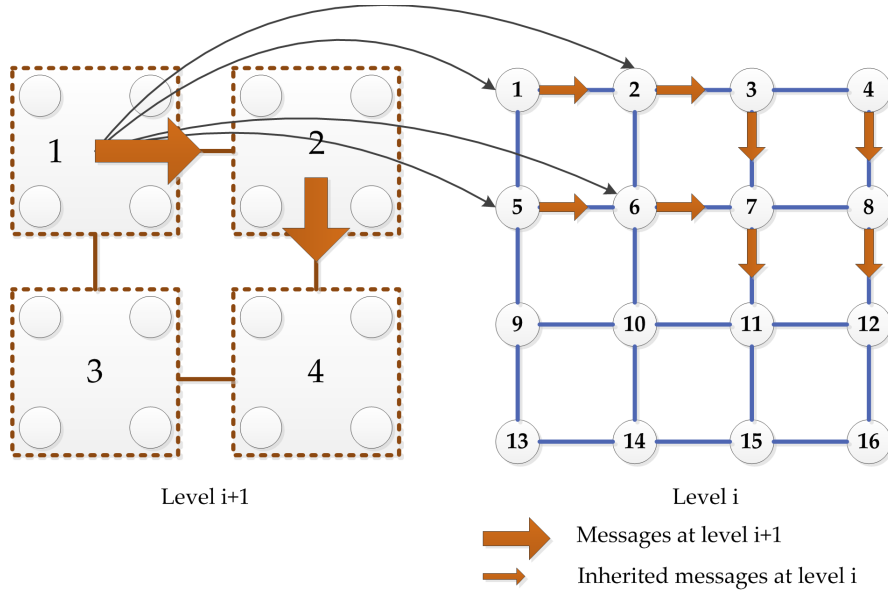 1 2
3 4
Level i+1
1 2 3 4
5 6 7 8
9 10 11 12
13 14 15 16
Level i
Messages at level i+1
Inherited messages at level i